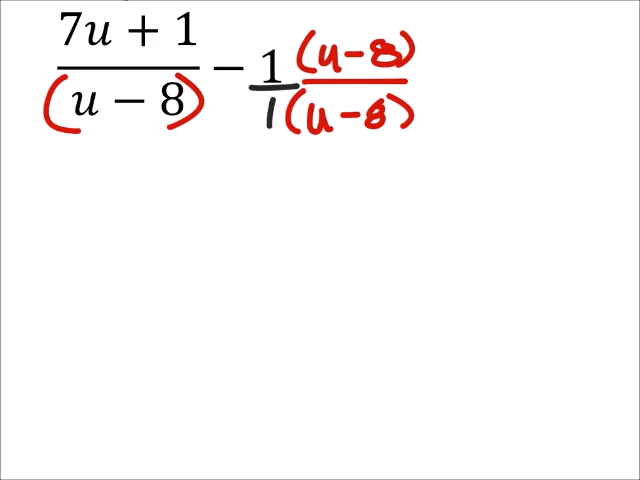 7u + 1 / (u − 8) − 1/1 (u − 8)/(u − 8)